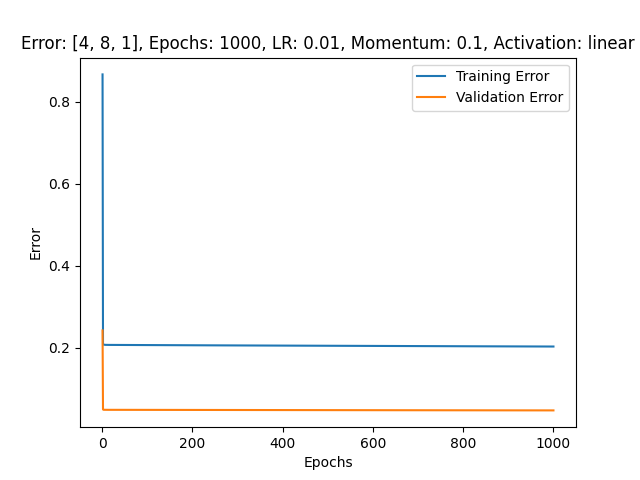 Error: [4, 8, 1], Epochs: 1000, LR: 0.01, Momentum: 0.1, Activation: linear
Training Error
Validation Error
0.8
0.6
0.4
0.2
Error
0 200 400 600 800 1000
Epochs